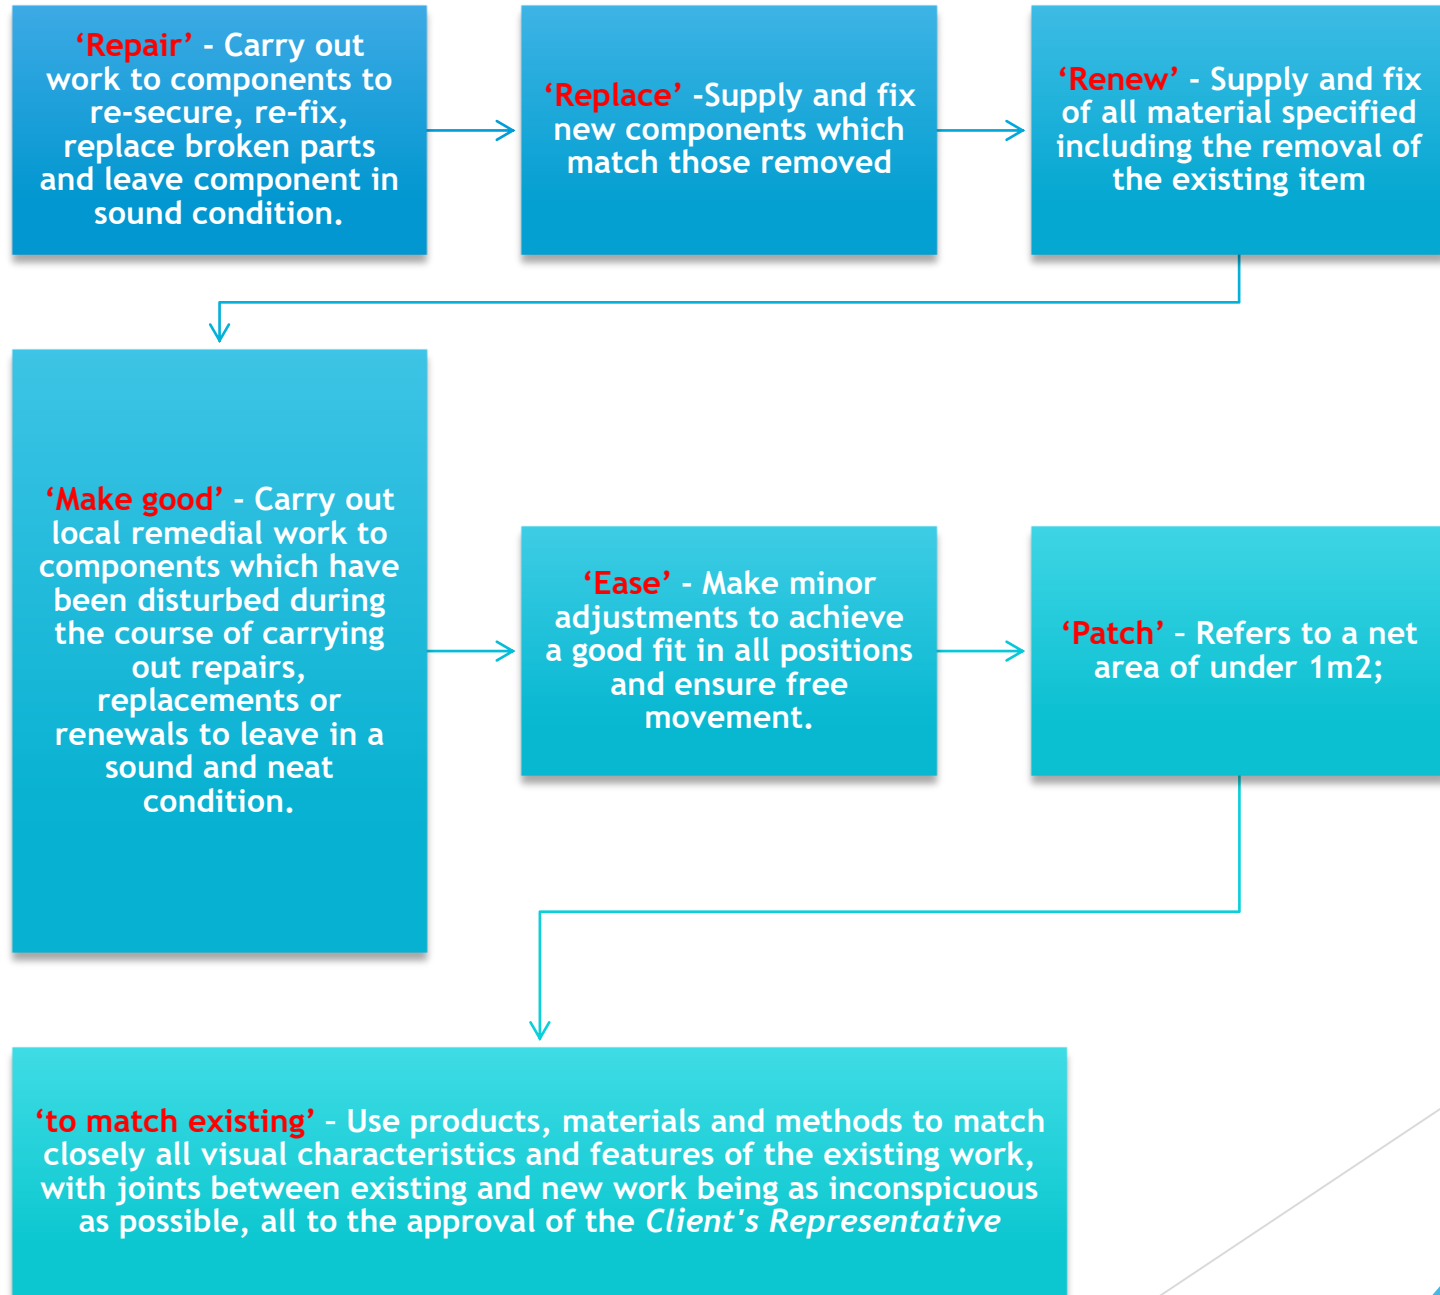 ‘Repair’ - Carry out
work to components to
re-secure, re-fix,
replace broken parts
and leave component in
sound condition.
‘Replace’ -Supply and fix
new components which
match those removed
‘Renew’ - Supply and fix
of all material specified
including the removal of
the existing item
‘Make good’ - Carry out
local remedial work to
components which have
been disturbed during
the course of carrying
out repairs,
replacements or
renewals to leave in a
sound and neat
condition.
‘Ease’ - Make minor
adjustments to achieve
a good fit in all positions
and ensure free
movement.
‘Patch’ – Refers to a net
area of under 1m2;
‘to match existing’ – Use products, materials and methods to match
closely all visual characteristics and features of the existing work,
with joints between existing and new work being as inconspicuous
as possible, all to the approval of the Client's Representative